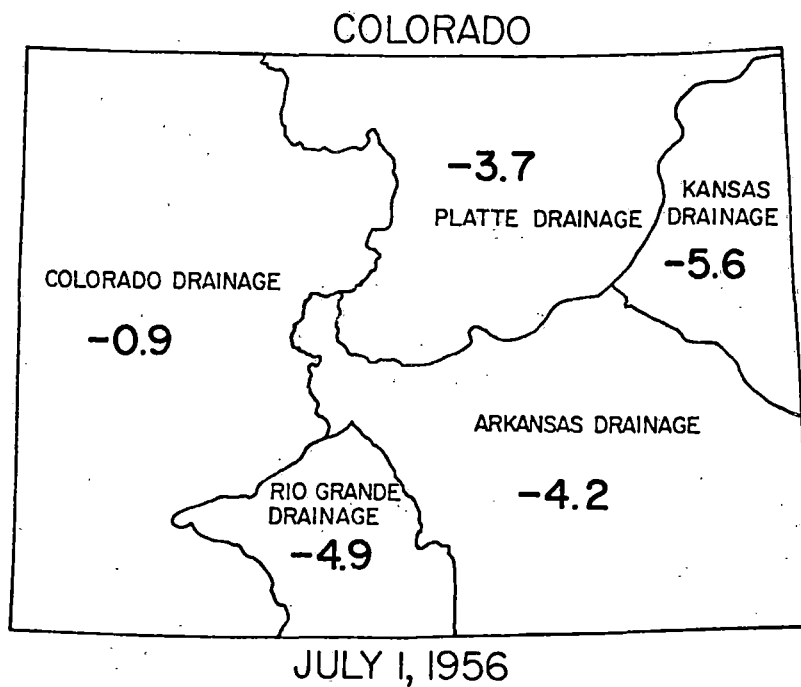 COLORADO
-3.7
PLATTE DRAINAGE
KANSAS
DRAINAGE
-5.6
COLORADO DRAINAGE
-0.9
ARKANSAS DRAINAGE
-4.2
RIO GRANDE
DRAINAGE
-4.9
JULY 1, 1956